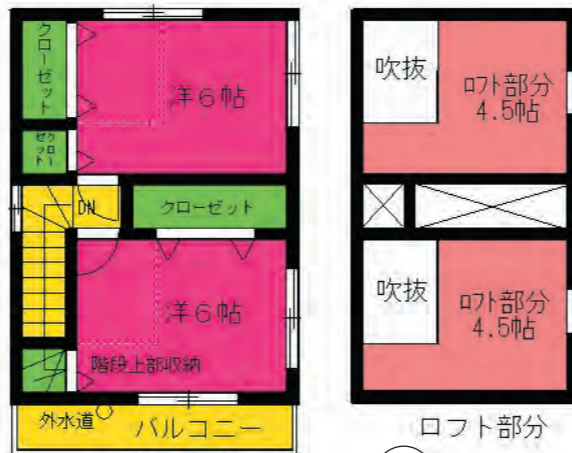 クローゼット
洋6帖
クローゼット
DN
クローゼット
洋6帖
階段上部収納
外水道
バルコニー
吹抜
ロフト部分
4.5帖
吹抜
ロフト部分
4.5帖
ロフト部分